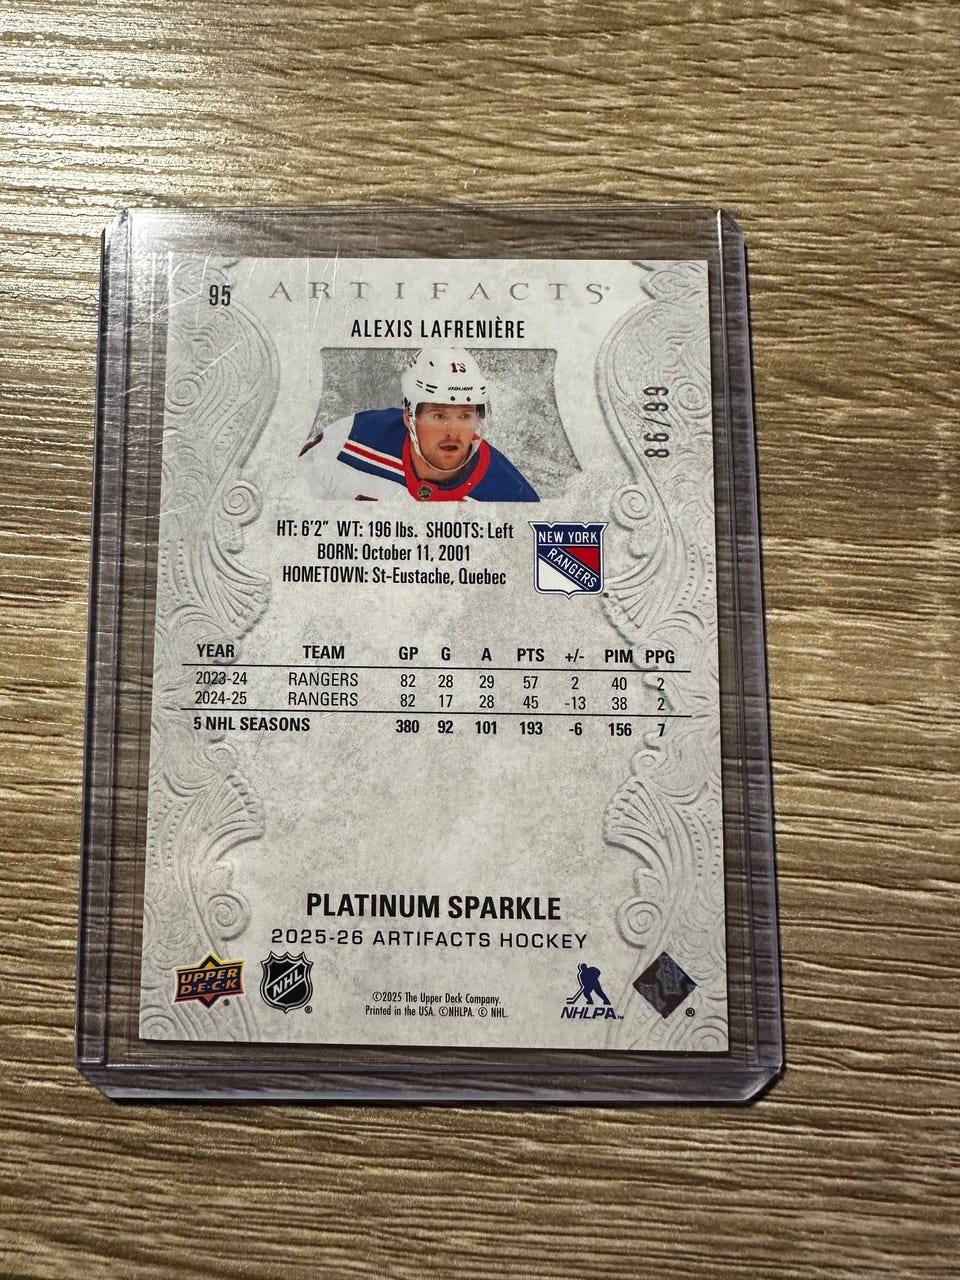 95 ARTIFACTS®
ALEXIS LAFRENIÈRE
13
BAUER
86/99
HT: 6'2" WT: 196 lbs. SHOOTS: Left
BORN: October 11, 2001
HOMETOWN: St-Eustache, Quebec
NEW YORK
RANGERS
®
YEAR TEAM GP G A PTS +/- PIM PPG
2023-24 RANGERS 82 28 29 57 2 40 2
2024-25 RANGERS 82 17 28 45 -13 38 2
5 NHL SEASONS 380 92 101 193 -6 156 7
PLATINUM SPARKLE
2025-26 ARTIFACTS HOCKEY
UPPER
D·E·C·K
®
NHL
®
©2025 The Upper Deck Company.
Printed in the USA. ©NHLPA. © NHL.
NHLPA™
®